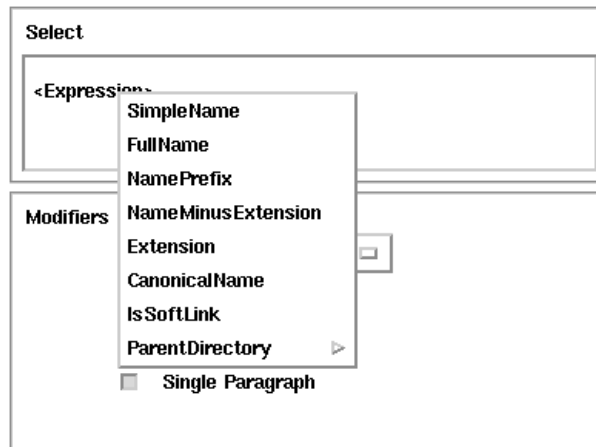 Select
<Expression>
SimpleName
FullName
NamePrefix
Modifiers
NameMinusExtension
Extension
CanonicalName
IsSoftLink
ParentDirectory
Single Paragraph